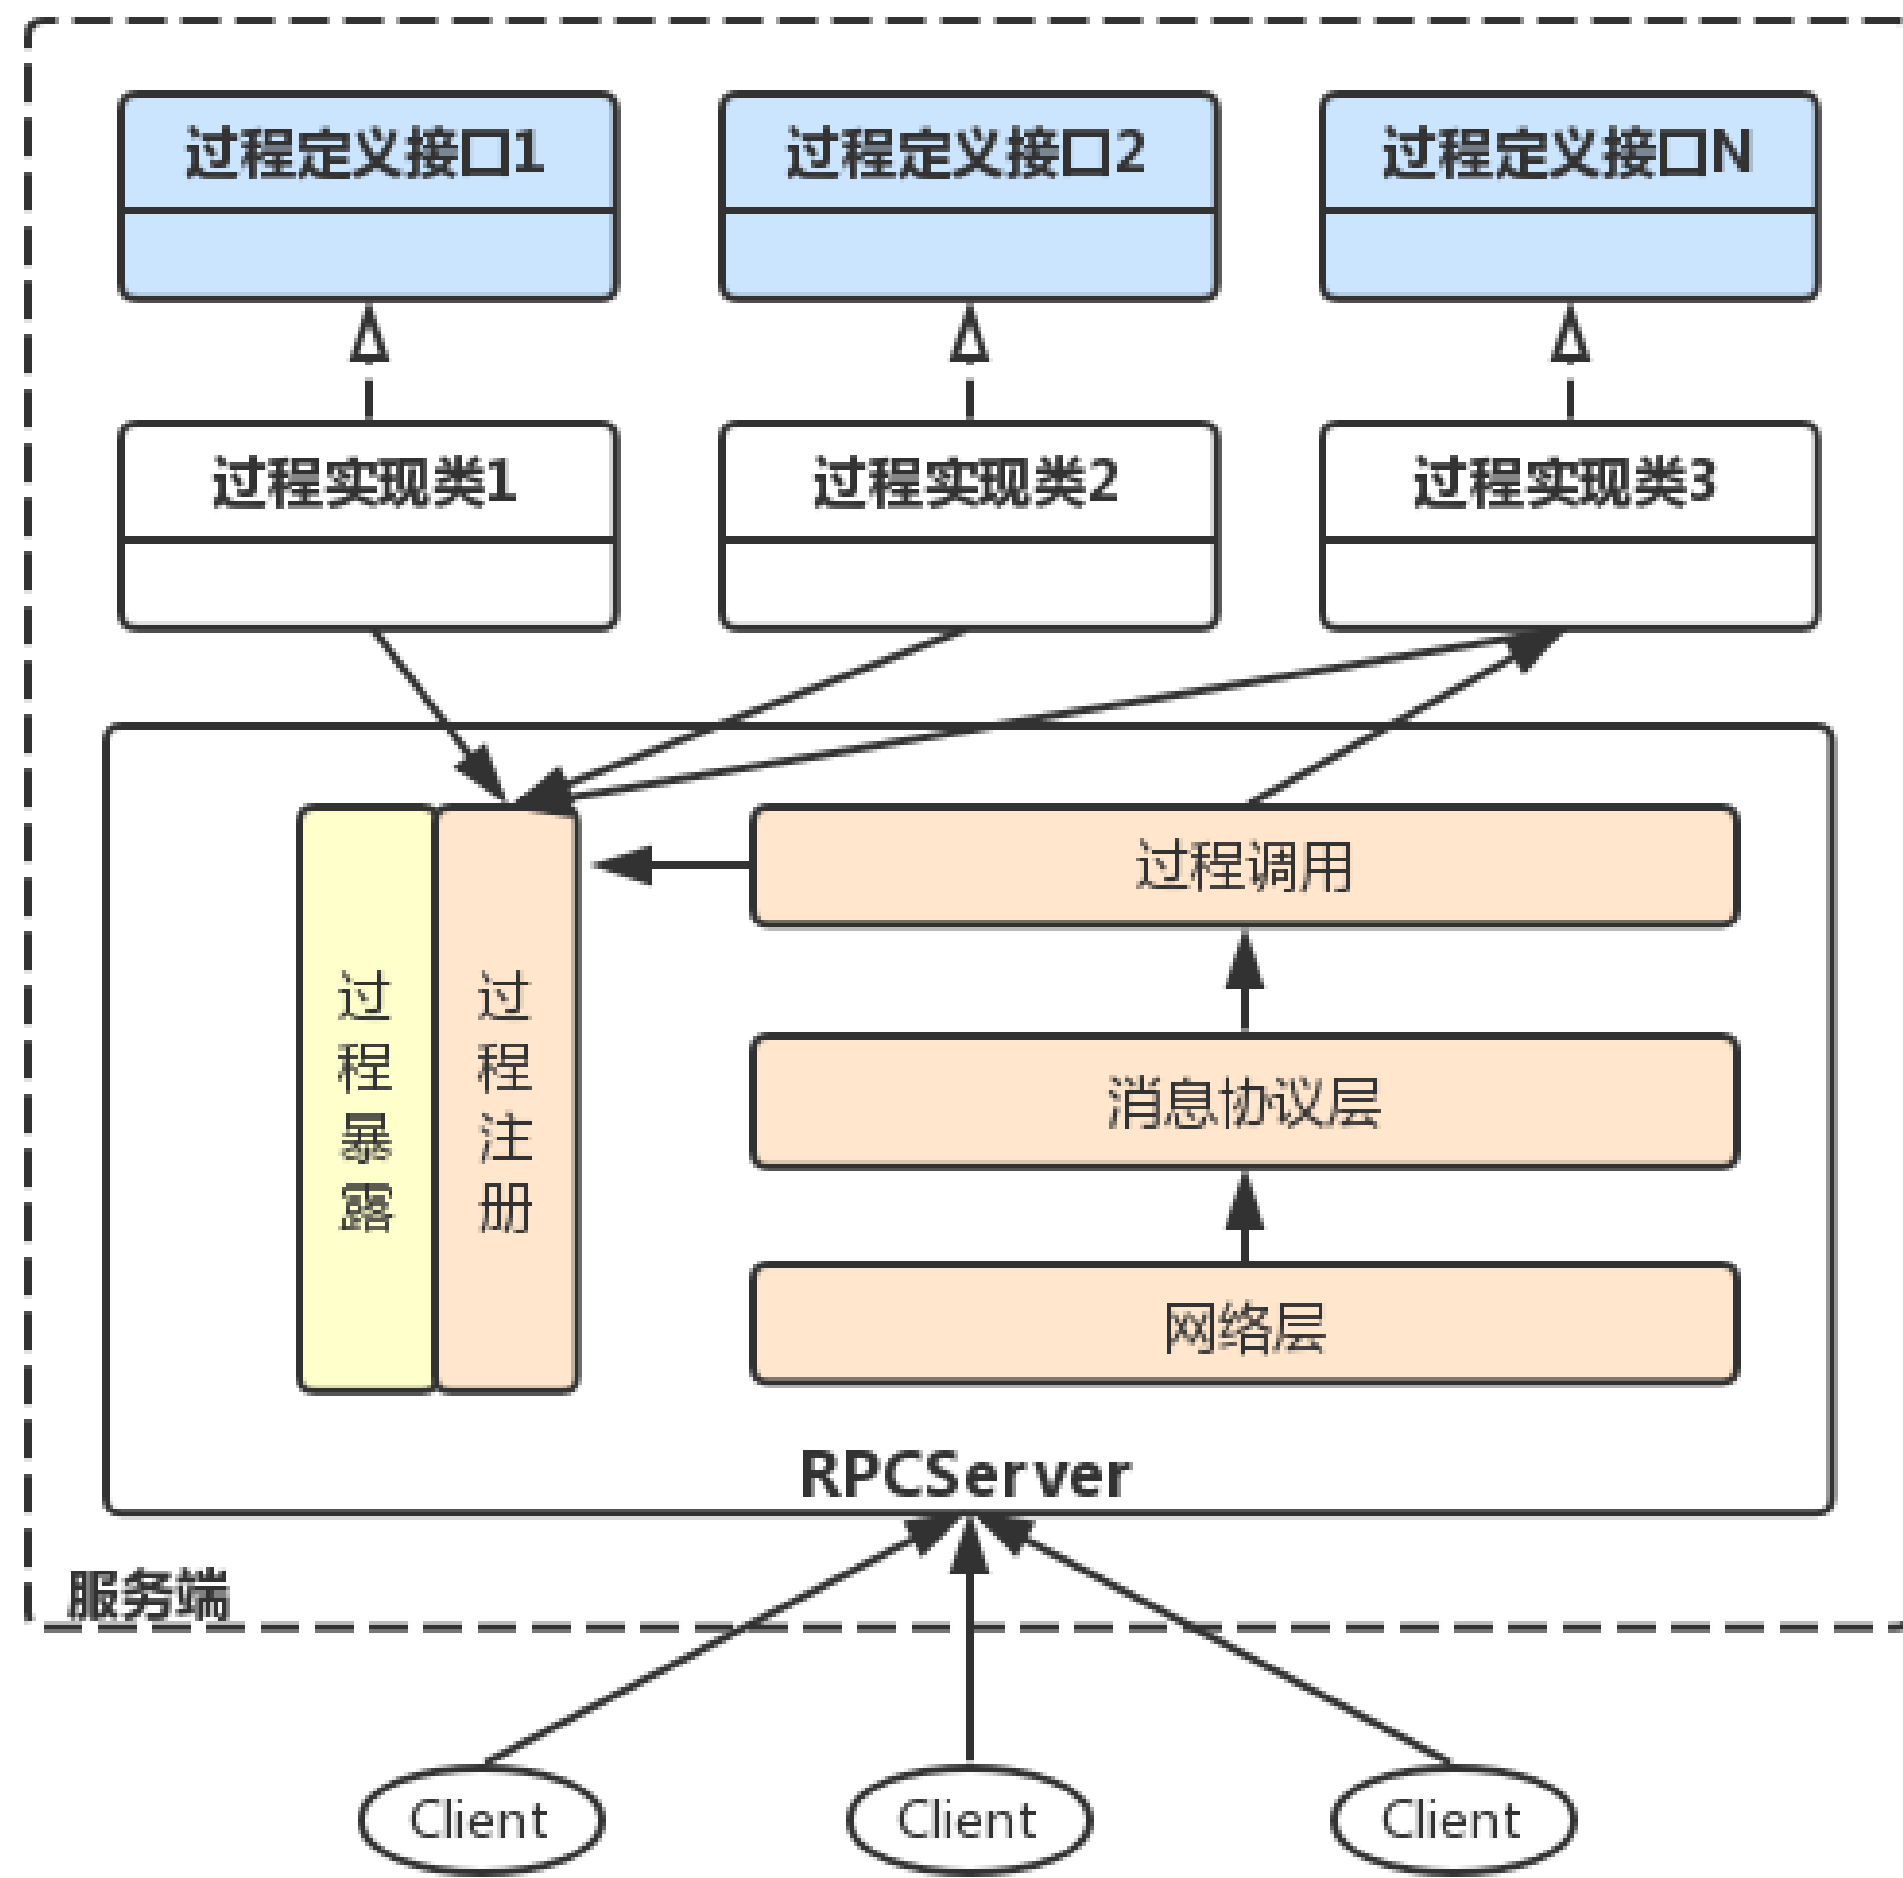 过程定义接口1
过程定义接口2
过程定义接口N
过程实现类1
过程实现类2
过程实现类3
过程暴露
过程注册
过程调用
消息协议层
网络层
RPCServer
服务端
Client
Client
Client